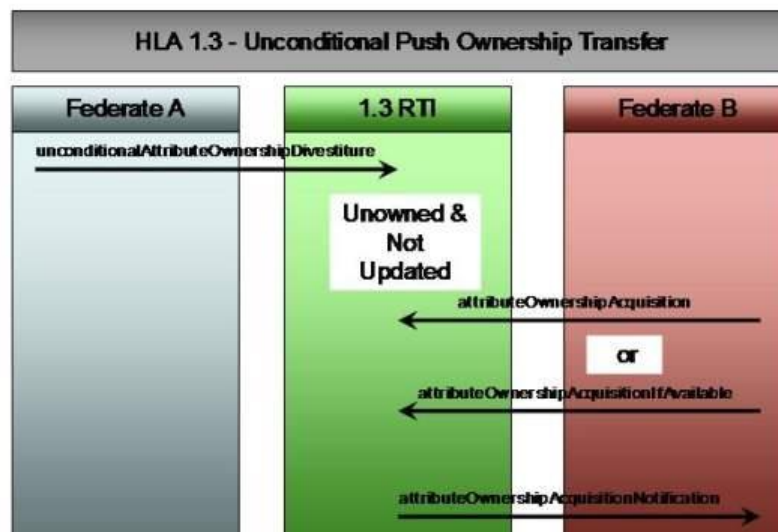 HLA 1.3 - Unconditional Push Ownership Transfer
Federate A
1.3 RTI
Federate B
unconditionalAttributeOwnershipDivestiture
Unowned &
Not
Updated
attributeOwnershipAcquisition
or
attributeOwnershipAcquisitionIfAvailable
attributeOwnershipAcquisitionNotification